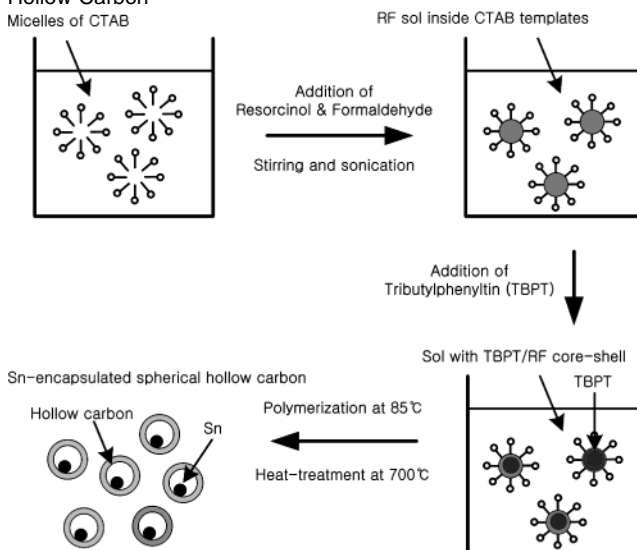 Hollow Carbon
Micelles of CTAB
RF sol inside CTAB templates
Addition of
Resorcinol & Formaldehyde
Stirring and sonication
Addition of
Tributylphenyltin (TBPT)
Sol with TBPT/RF core-shell
TBPT
Sn-encapsulated spherical hollow carbon
Hollow carbon
Sn
Polymerization at 85℃
Heat-treatment at 700℃